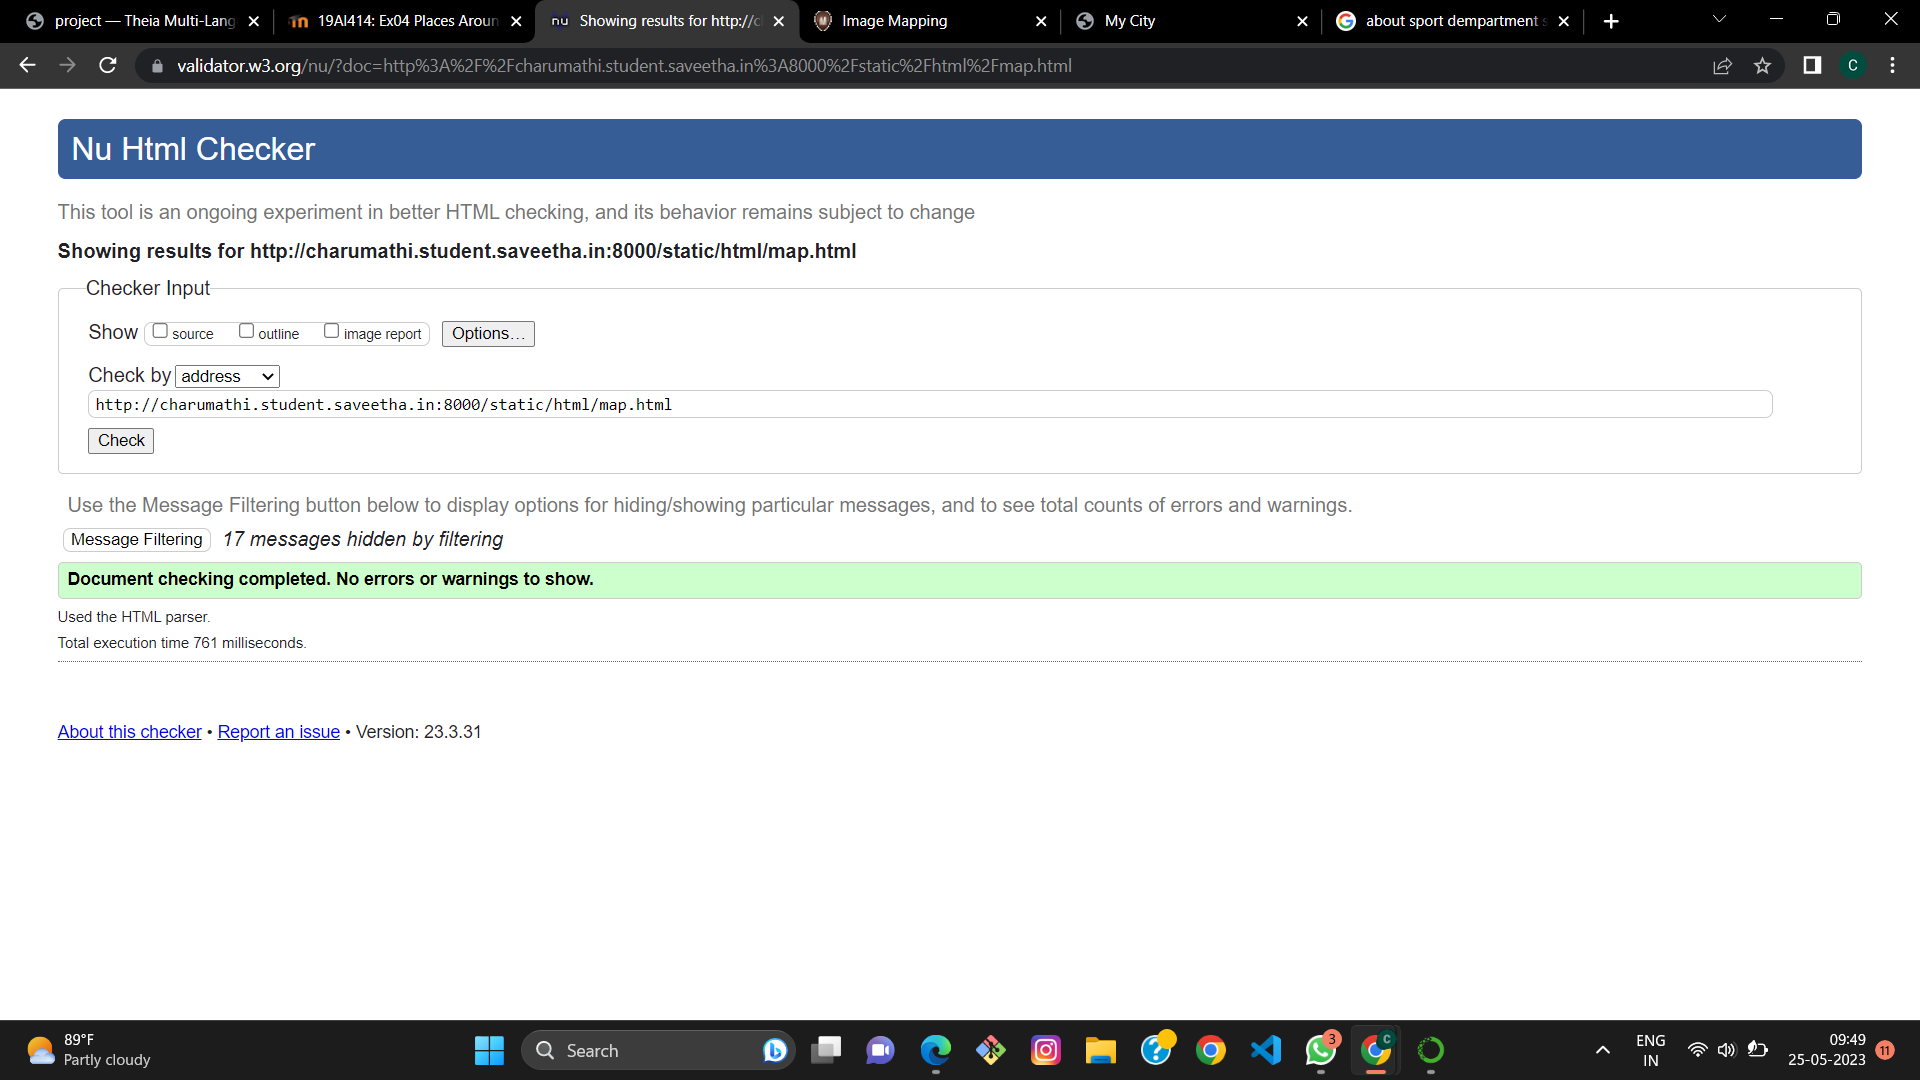 project — Theia Multi-Lang
19AI414: Ex04 Places Aroun
nu Showing results for http://c
Image Mapping
My City
about sport dempartment s
validator.w3.org/nu/?doc=http%3A%2F%2Fcharumathi.student.saveetha.in%3A8000%2Fstatic%2Fhtml%2Fmap.html
C
Nu Html Checker
This tool is an ongoing experiment in better HTML checking, and its behavior remains subject to change
Showing results for http://charumathi.student.saveetha.in:8000/static/html/map.html
Checker Input
Show source outline image report Options…
Check by address
http://charumathi.student.saveetha.in:8000/static/html/map.html
Check
Use the Message Filtering button below to display options for hiding/showing particular messages, and to see total counts of errors and warnings.
Message Filtering 17 messages hidden by filtering
Document checking completed. No errors or warnings to show.
Used the HTML parser.
Total execution time 761 milliseconds.
About this checker • Report an issue • Version: 23.3.31
89°F
Partly cloudy
Search
3
C
ENG
IN
09:49
25-05-2023
11